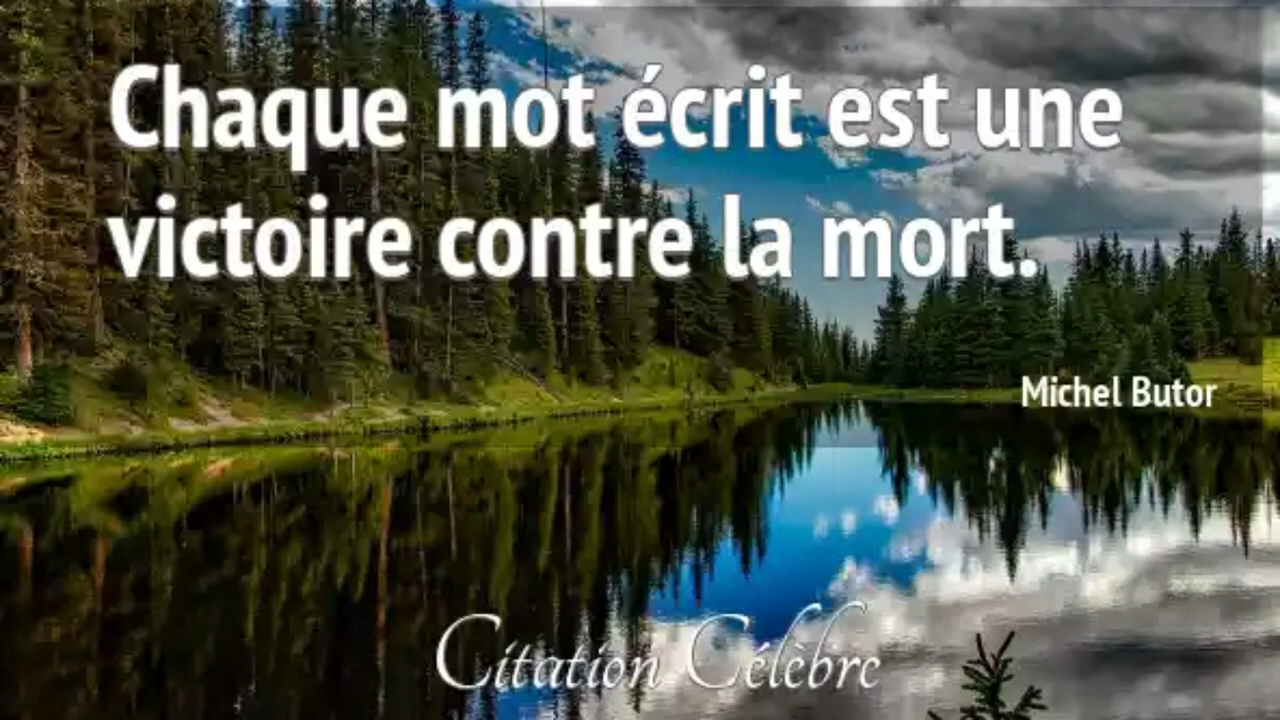 Chaque mot écrit est une
victoire contre la mort.
Michel Butor
Citation Célèbre